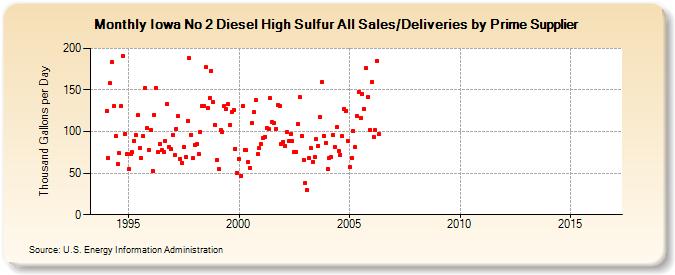 Monthly Iowa No 2 Diesel High Sulfur All Sales/Deliveries by Prime Supplier
Thousand Gallons per Day
200
150
100
50
0
1995 2000 2005 2010 2015
Source: U.S. Energy Information Administration